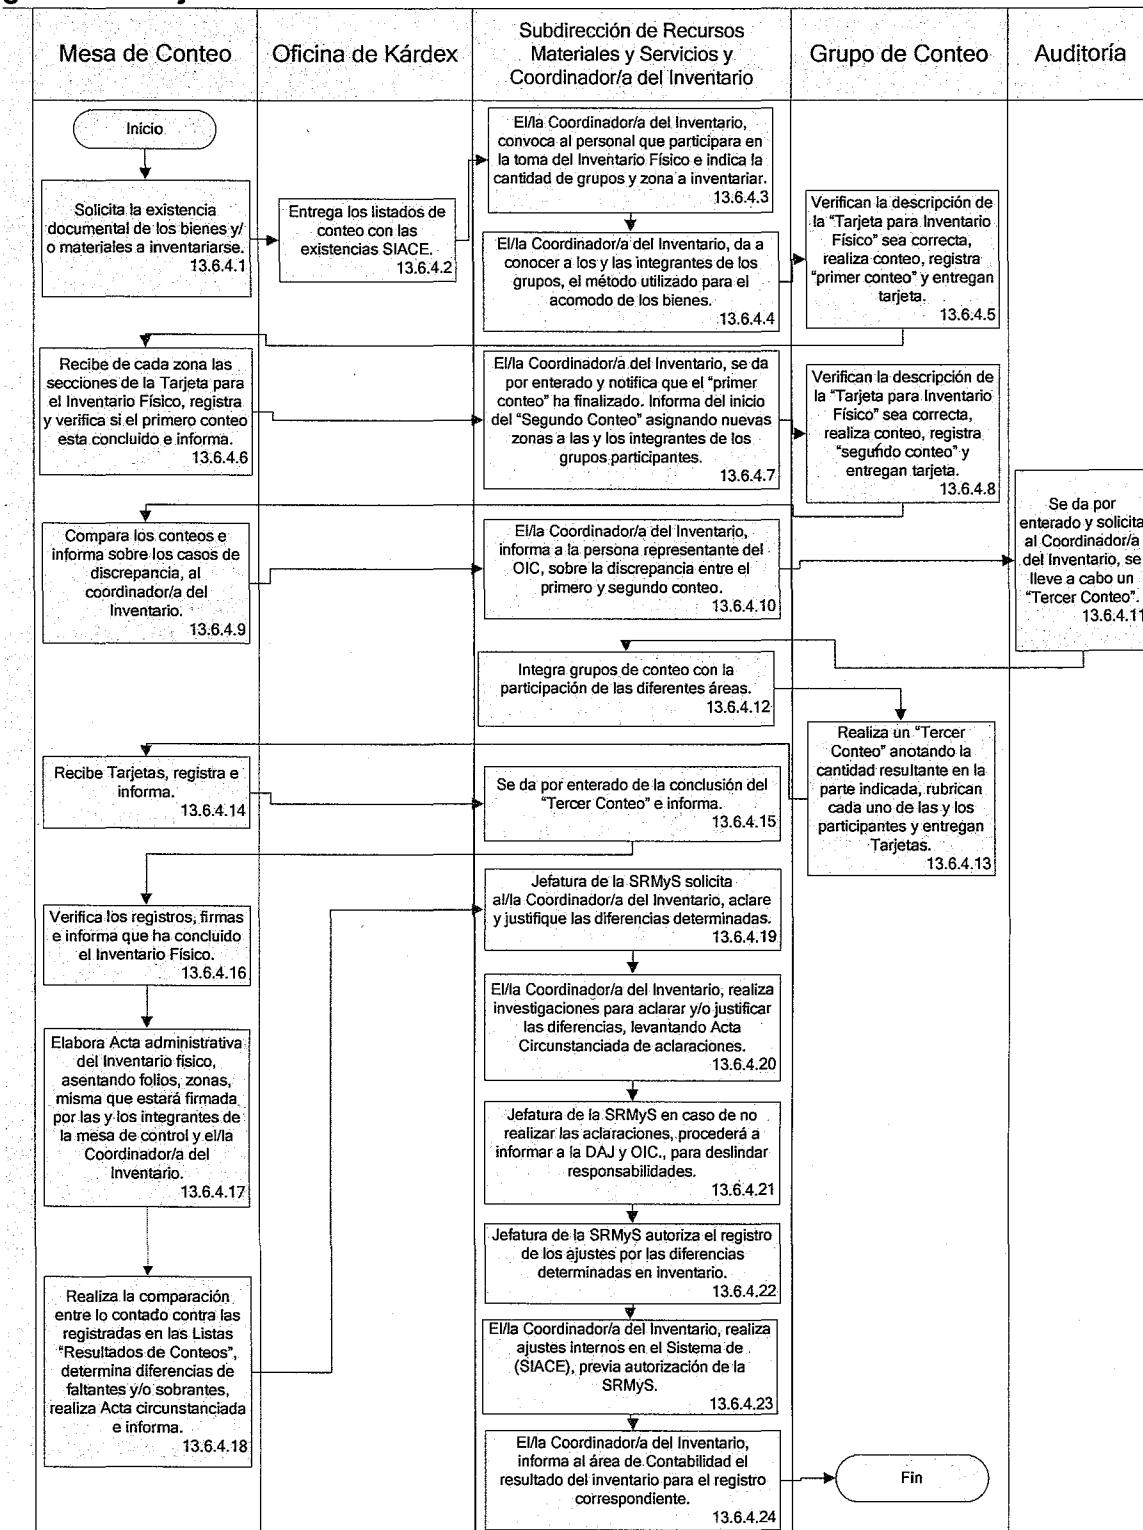 Mesa de Conteo
Oficina de Kárdex
Subdirección de Recursos
Materiales y Servicios y
Coordinador/a del Inventario
Grupo de Conteo
Auditoría
Inicio
Solicita la existencia
documental de los bienes y/
o materiales a inventariarse.
13.6.4.1
Entrega los listados de
conteo con las
existencias SIACE.
13.6.4.2
El/la Coordinador/a del Inventario,
convoca al personal que participara en
la toma del Inventario Físico e indica la
cantidad de grupos y zona a inventariar.
13.6.4.3
El/la Coordinador/a del Inventario, da a
conocer a los y las integrantes de los
grupos, el método utilizado para el
acomodo de los bienes.
13.6.4.4
Verifican la descripción de
la "Tarjeta para Inventario
Físico" sea correcta,
realiza conteo, registra
"primer conteo" y entregan
tarjeta.
13.6.4.5
Recibe de cada zona las
secciones de la Tarjeta para
el Inventario Físico, registra
y verifica si el primero conteo
esta concluido e informa.
13.6.4.6
El/la Coordinador/a del Inventario, se da
por enterado y notifica que el "primer
conteo" ha finalizado. Informa del inicio
del "Segundo Conteo" asignando nuevas
zonas a las y los integrantes de los
grupos participantes.
13.6.4.7
Verifican la descripción de
la "Tarjeta para Inventario
Físico" sea correcta,
realiza conteo, registra
"segundo conteo" y
entregan tarjeta.
13.6.4.8
Compara los conteos e
informa sobre los casos de
discrepancia, al
coordinador/a del
Inventario.
13.6.4.9
El/la Coordinador/a del Inventario,
informa a la persona representante del
OIC, sobre la discrepancia entre el
primero y segundo conteo.
13.6.4.10
Se da por
enterado y solicita
al Coordinador/a
del Inventario, se
lleve a cabo un
"Tercer Conteo".
13.6.4.11
Integra grupos de conteo con la
participación de las diferentes áreas.
13.6.4.12
Realiza un "Tercer
Conteo" anotando la
cantidad resultante en la
parte indicada, rubrican
cada uno de las y los
participantes y entregan
Tarjetas.
13.6.4.13
Recibe Tarjetas, registra e
informa.
13.6.4.14
Se da por enterado de la conclusión del
"Tercer Conteo" e informa.
13.6.4.15
Verifica los registros, firmas
e informa que ha concluido
el Inventario Físico.
13.6.4.16
Elabora Acta administrativa
del Inventario físico,
asentando folios, zonas,
misma que estará firmada
por las y los integrantes de
la mesa de control y el/la
Coordinador/a del
Inventario.
13.6.4.17
Realiza la comparación
entre lo contado contra las
registradas en las Listas
"Resultados de Conteos",
determina diferencias de
faltantes y/o sobrantes,
realiza Acta circunstanciada
e informa.
13.6.4.18
Jefatura de la SRMyS solicita
al/la Coordinador/a del Inventario, aclare
y justifique las diferencias determinadas.
13.6.4.19
El/la Coordinador/a del Inventario, realiza
investigaciones para aclarar y/o justificar
las diferencias, levantando Acta
Circunstanciada de aclaraciones.
13.6.4.20
Jefatura de la SRMyS en caso de no
realizar las aclaraciones, procederá a
informar a la DAJ y OIC., para deslindar
responsabilidades.
13.6.4.21
Jefatura de la SRMyS autoriza el registro
de los ajustes por las diferencias
determinadas en inventario.
13.6.4.22
El/la Coordinador/a del Inventario, realiza
ajustes internos en el Sistema de
(SIACE), previa autorización de la
SRMyS.
13.6.4.23
El/la Coordinador/a del Inventario,
informa al área de Contabilidad el
resultado del inventario para el registro
correspondiente.
13.6.4.24
Fin